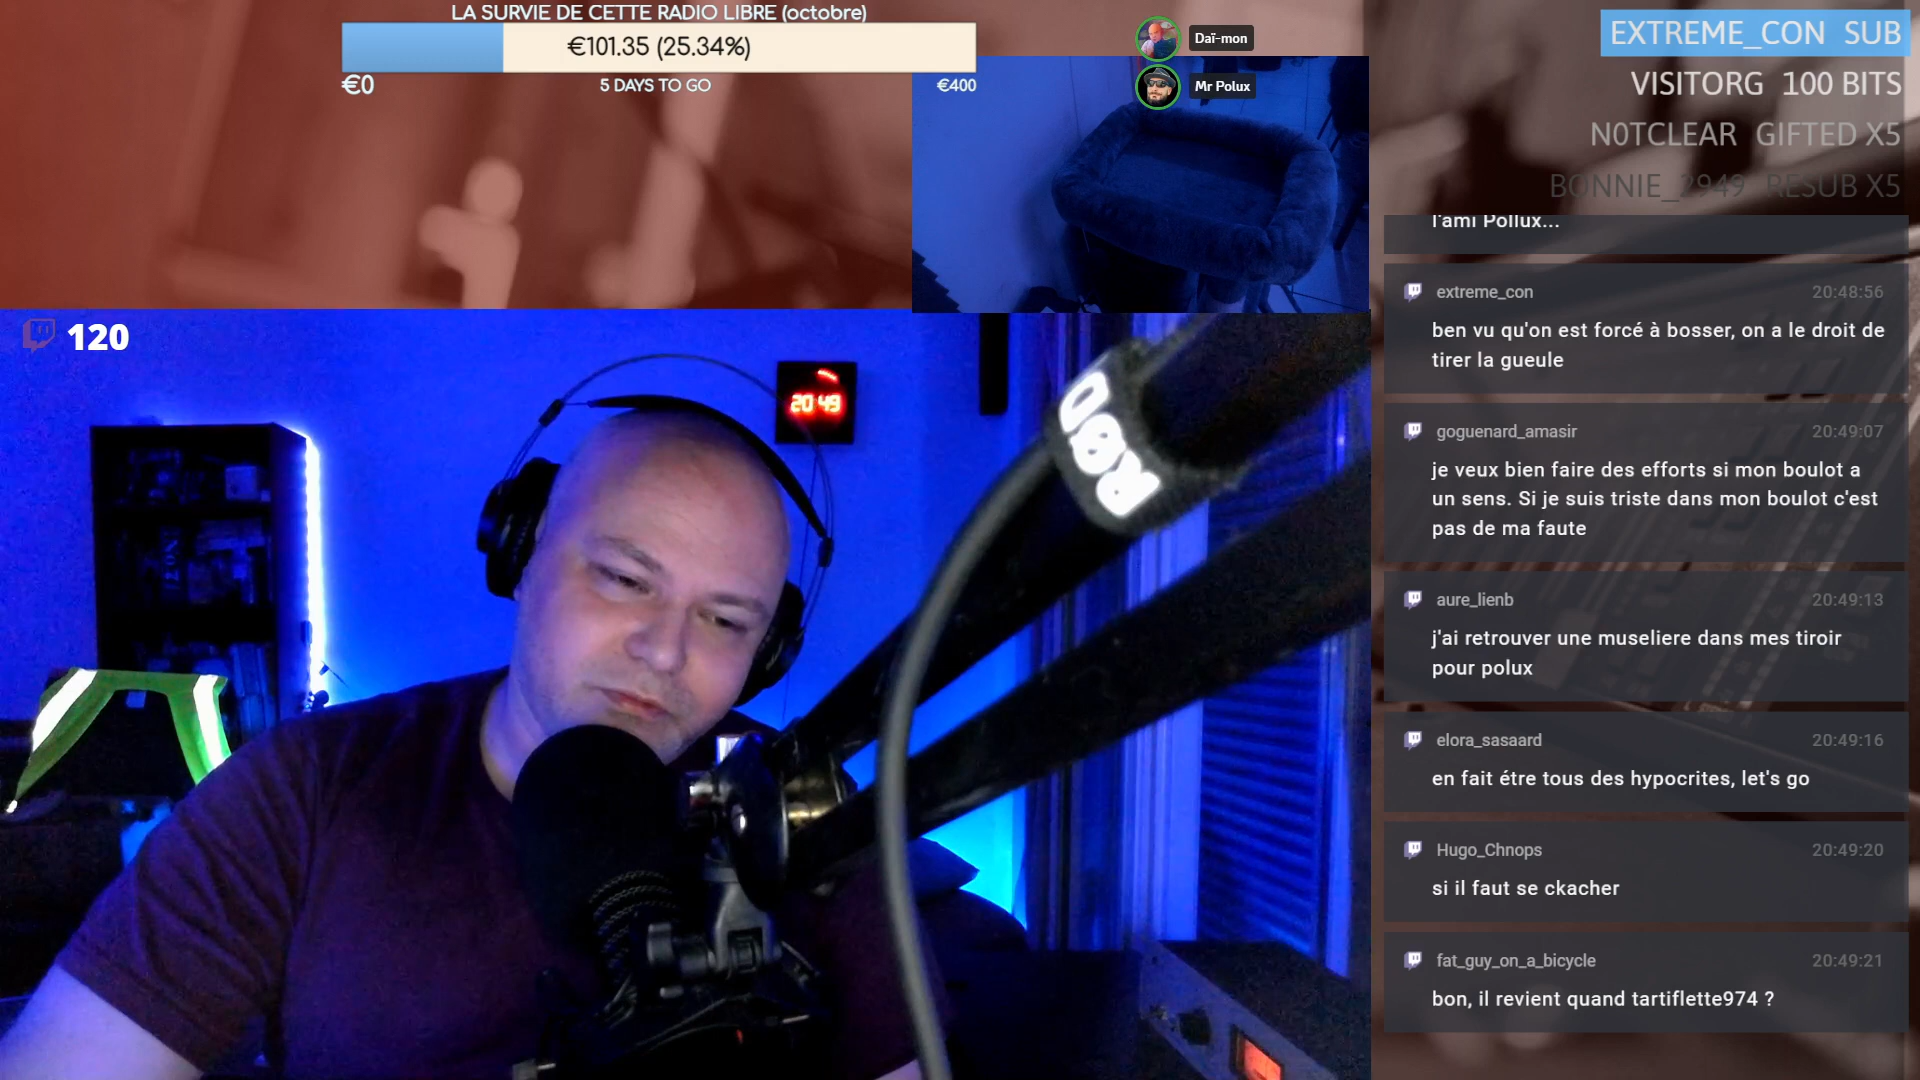 LA SURVIE DE CETTE RADIO LIBRE (octobre)
€101.35 (25.34%)
€0
5 DAYS TO GO
€400
Daï-mon
Mr Polux
EXTREME_CON SUB
VISITORG 100 BITS
N0TCLEAR GIFTED X5
BONNIE_2949 RESUB X5
120
20:49
RSD
l'ami Pollux...
extreme_con 20:48:56
ben vu qu'on est forcé à bosser, on a le droit de
tirer la gueule
goguenard_amasir 20:49:07
je veux bien faire des efforts si mon boulot a
un sens. Si je suis triste dans mon boulot c'est
pas de ma faute
aure_lienb 20:49:13
j'ai retrouver une museliere dans mes tiroir
pour polux
elora_sasaard 20:49:16
en fait étre tous des hypocrites, let's go
Hugo_Chnops 20:49:20
si il faut se ckacher
fat_guy_on_a_bicycle 20:49:21
bon, il revient quand tartiflette974 ?